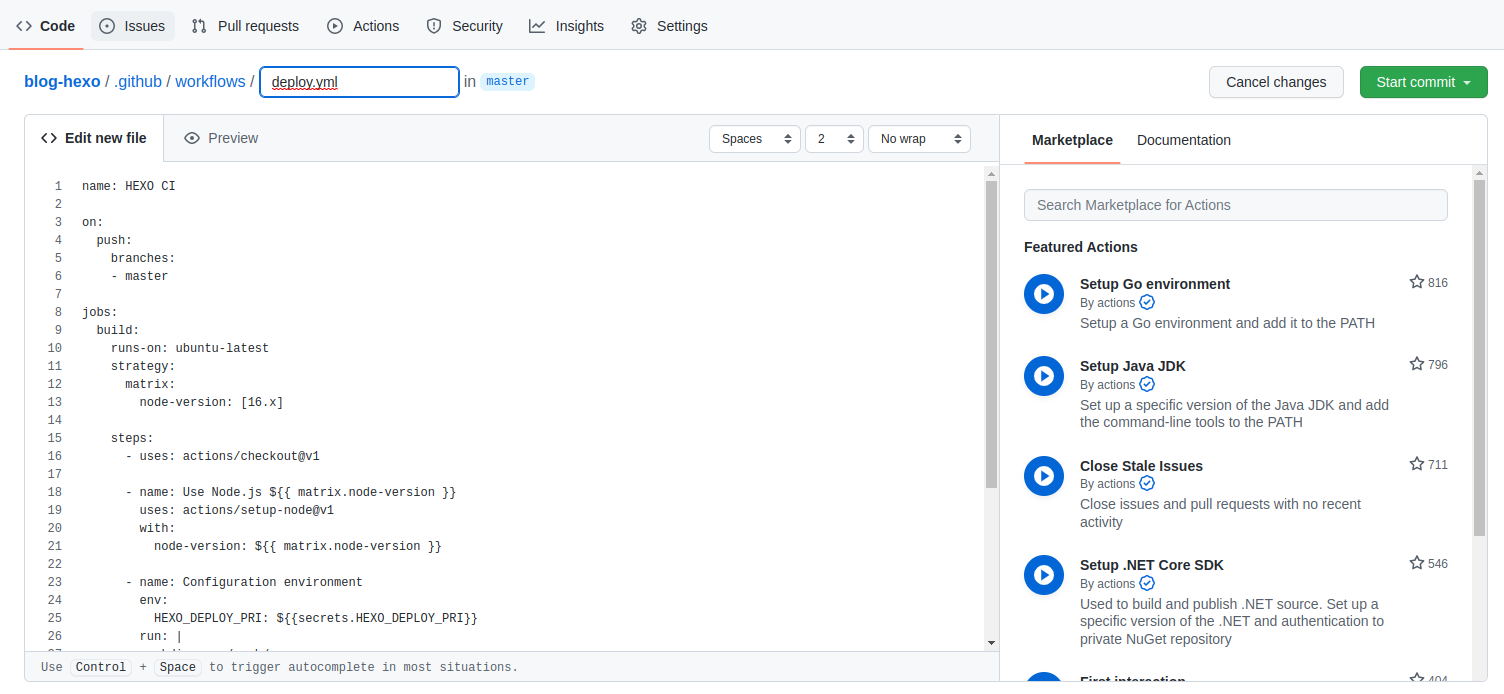 Code Issues Pull requests Actions Security Insights Settings
blog-hexo / .github / workflows / deploy.yml in master Cancel changes Start commit
Edit new file Preview Spaces 2 No wrap
1 name: HEXO CI
2
3 on:
4 push:
5 branches:
6 - master
7
8 jobs:
9 build:
10 runs-on: ubuntu-latest
11 strategy:
12 matrix:
13 node-version: [16.x]
14
15 steps:
16 - uses: actions/checkout@v1
17
18 - name: Use Node.js ${{ matrix.node-version }}
19 uses: actions/setup-node@v1
20 with:
21 node-version: ${{ matrix.node-version }}
22
23 - name: Configuration environment
24 env:
25 HEXO_DEPLOY_PRI: ${{secrets.HEXO_DEPLOY_PRI}}
26 run: |
Use Control + Space to trigger autocomplete in most situations.
Marketplace Documentation
Search Marketplace for Actions
Featured Actions
Setup Go environment 816
By actions
Setup a Go environment and add it to the PATH
Setup Java JDK 796
By actions
Set up a specific version of the Java JDK and add
the command-line tools to the PATH
Close Stale Issues 711
By actions
Close issues and pull requests with no recent
activity
Setup .NET Core SDK 546
By actions
Used to build and publish .NET source. Set up a
specific version of the .NET and authentication to
private NuGet repository
First interaction 404